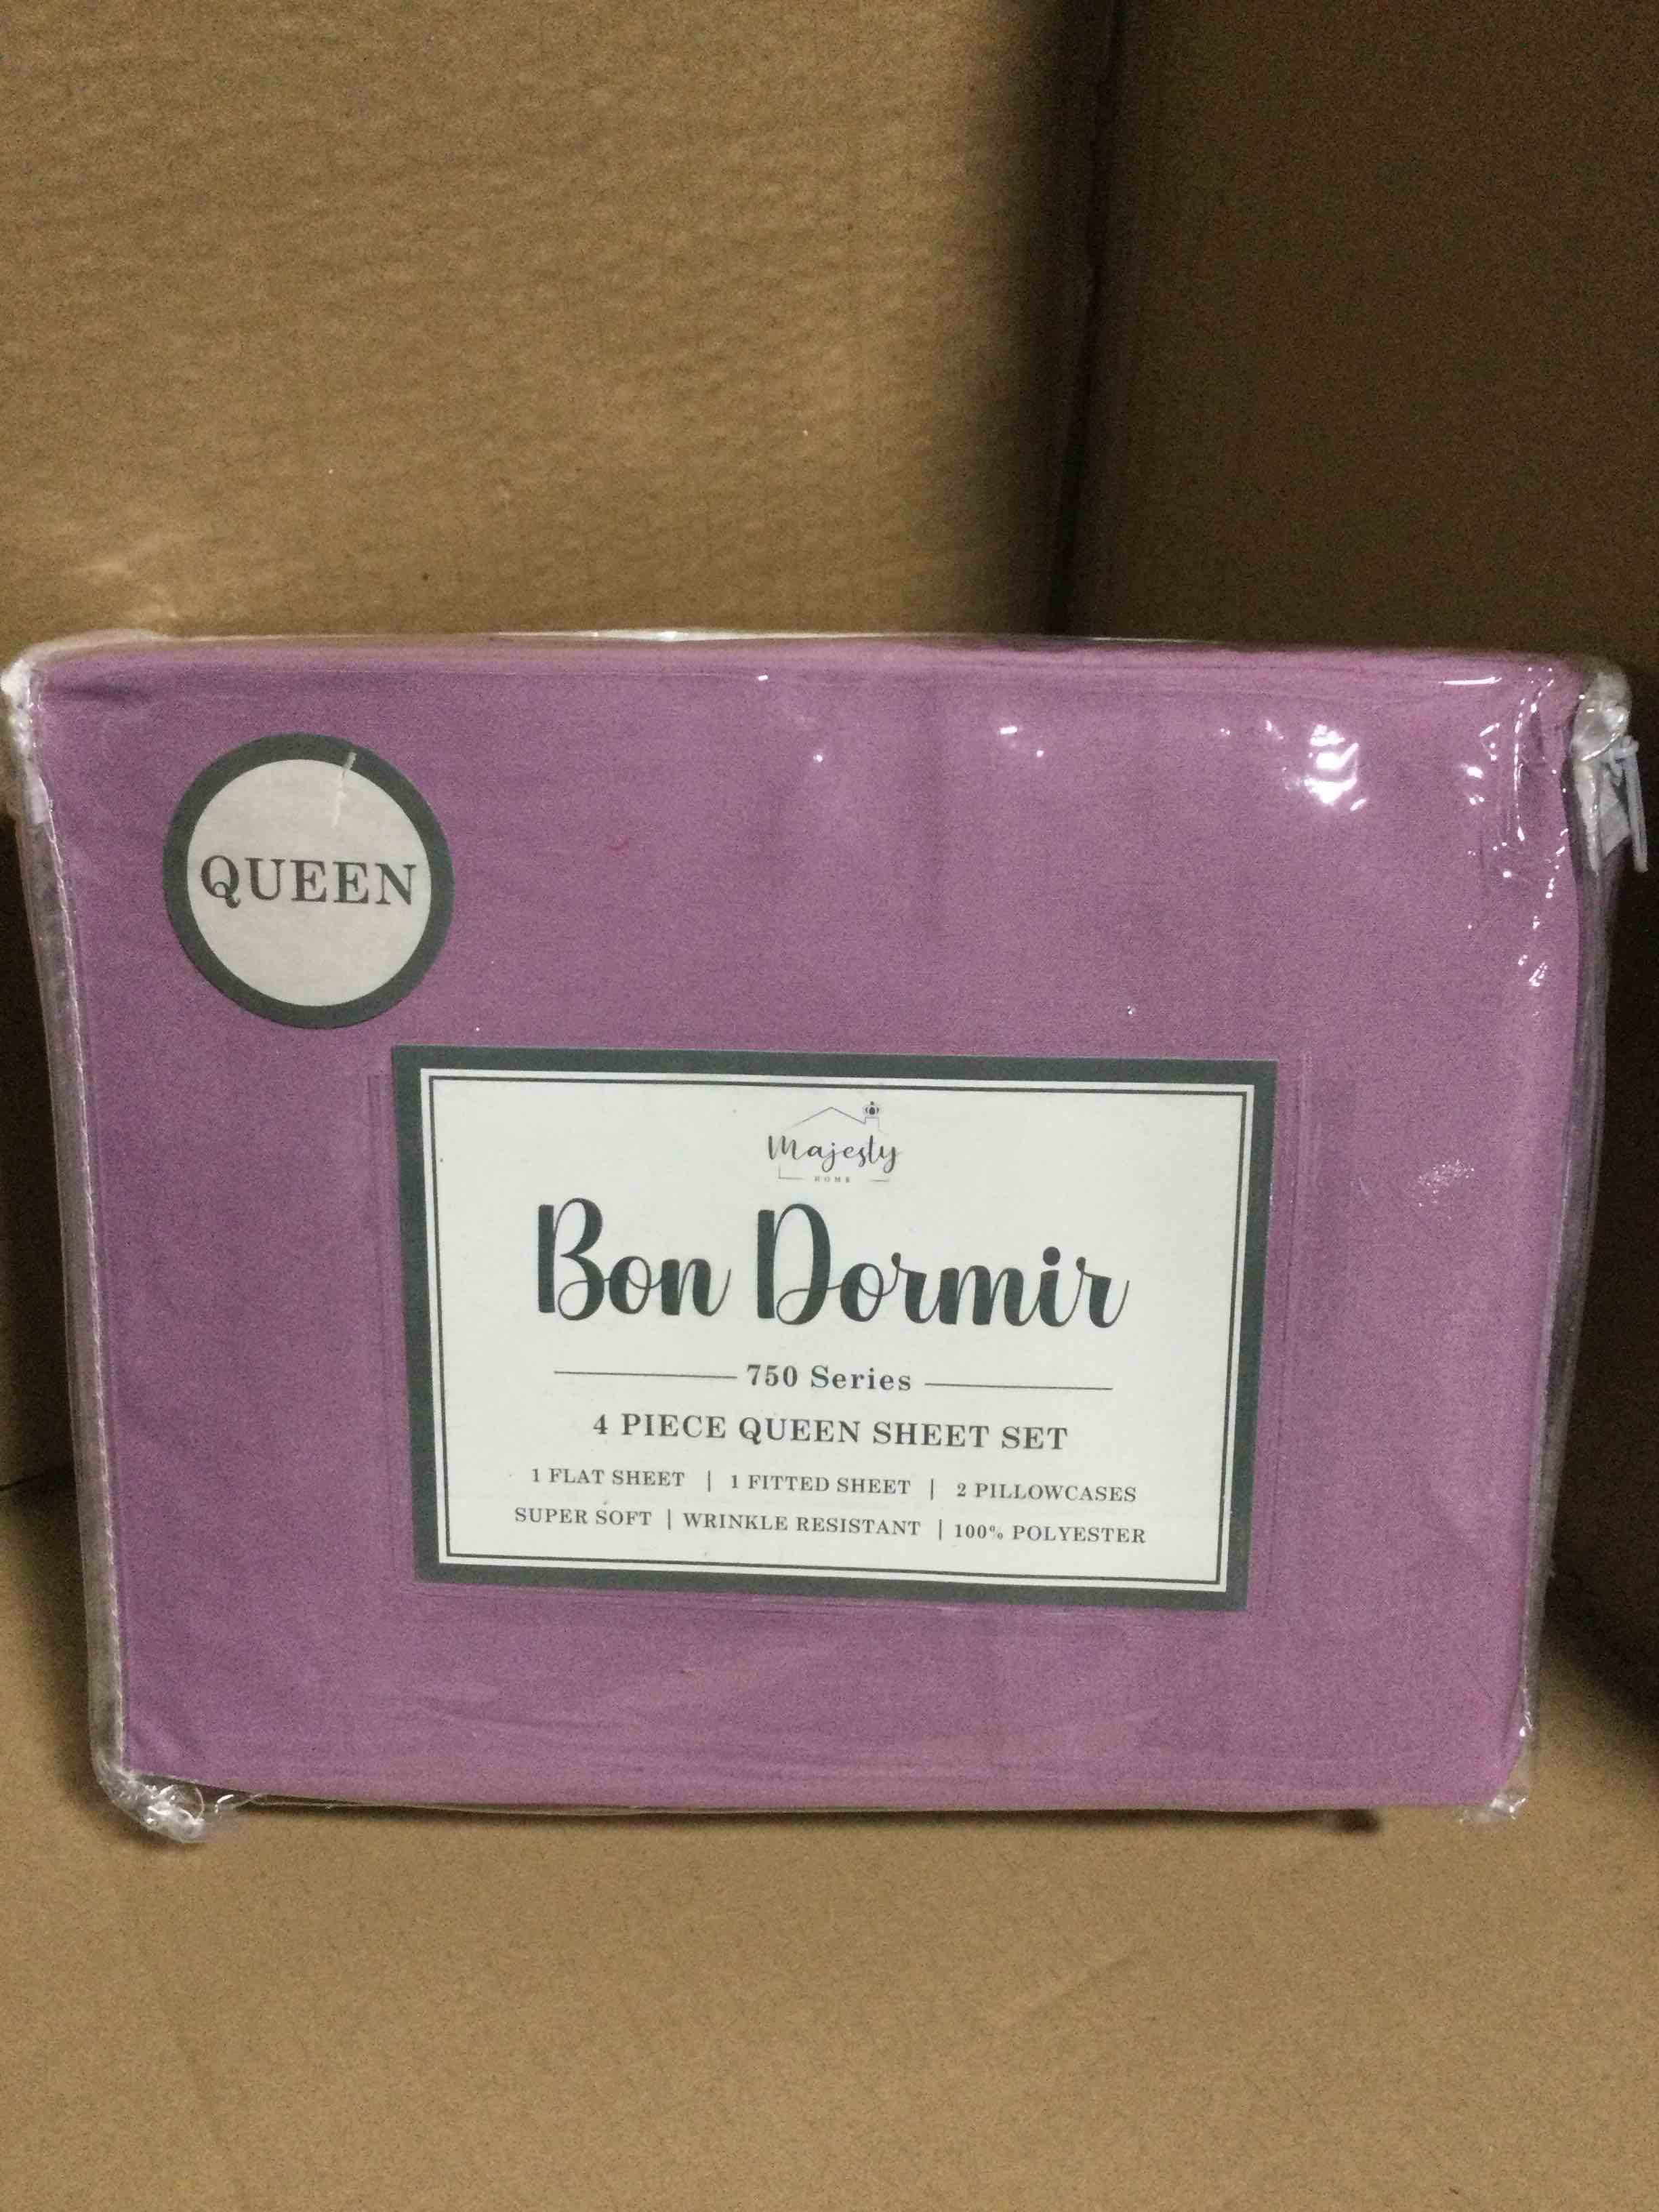 QUEEN
Majesty
HOME
Bon Dormir
750 Series
4 PIECE QUEEN SHEET SET
1 FLAT SHEET | 1 FITTED SHEET | 2 PILLOWCASES
SUPER SOFT | WRINKLE RESISTANT | 100% POLYESTER